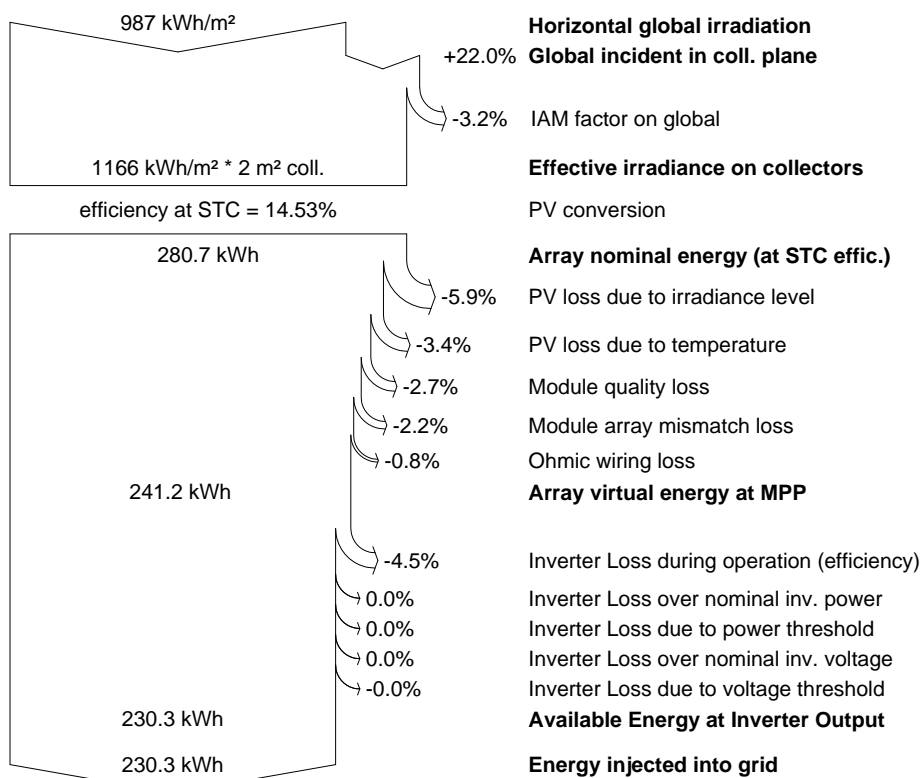 987 kWh/m² Horizontal global irradiation
+22.0% Global incident in coll. plane
-3.2% IAM factor on global
1166 kWh/m² * 2 m² coll. Effective irradiance on collectors
efficiency at STC = 14.53% PV conversion
280.7 kWh Array nominal energy (at STC effic.)
-5.9% PV loss due to irradiance level
-3.4% PV loss due to temperature
-2.7% Module quality loss
-2.2% Module array mismatch loss
-0.8% Ohmic wiring loss
241.2 kWh Array virtual energy at MPP
-4.5% Inverter Loss during operation (efficiency)
0.0% Inverter Loss over nominal inv. power
0.0% Inverter Loss due to power threshold
0.0% Inverter Loss over nominal inv. voltage
-0.0% Inverter Loss due to voltage threshold
230.3 kWh Available Energy at Inverter Output
230.3 kWh Energy injected into grid